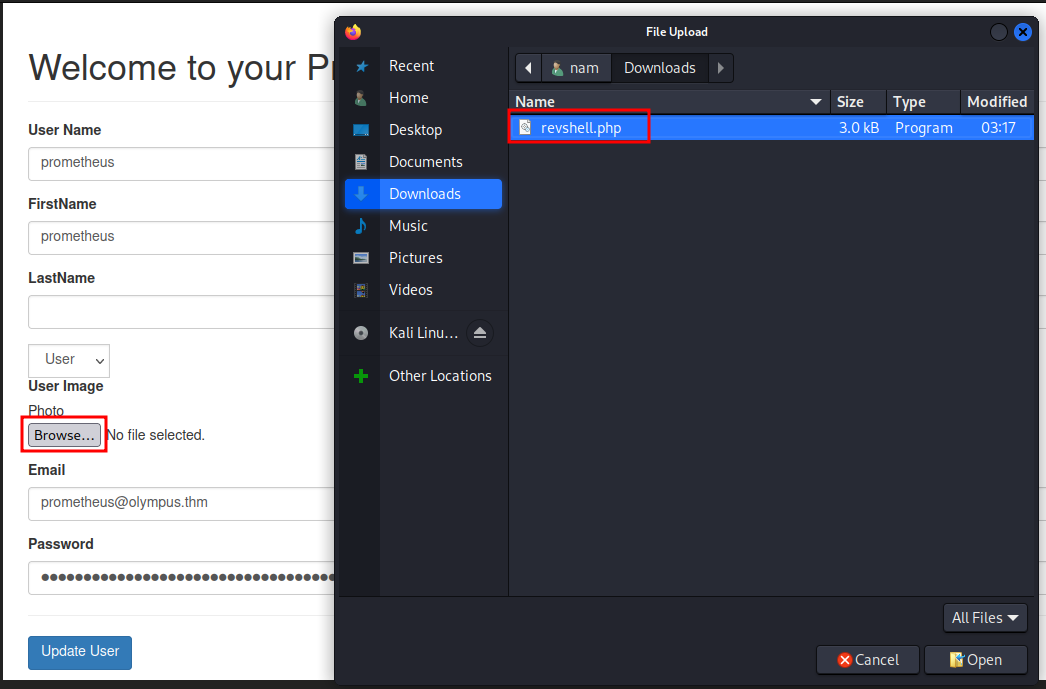 Welcome to your Pr
User Name
prometheus
FirstName
prometheus
LastName
User
User Image
Photo
Browse... No file selected.
Email
prometheus@olympus.thm
Password
●●●●●●●●●●●●●●●●●●●●●●●●●●●●●●●●●●●
Update User
File Upload
Recent
Home
Desktop
Documents
Downloads
Music
Pictures
Videos
Kali Linu...
Other Locations
nam Downloads
Name Size Type Modified
revshell.php 3.0 kB Program 03:17
All Files
Cancel Open